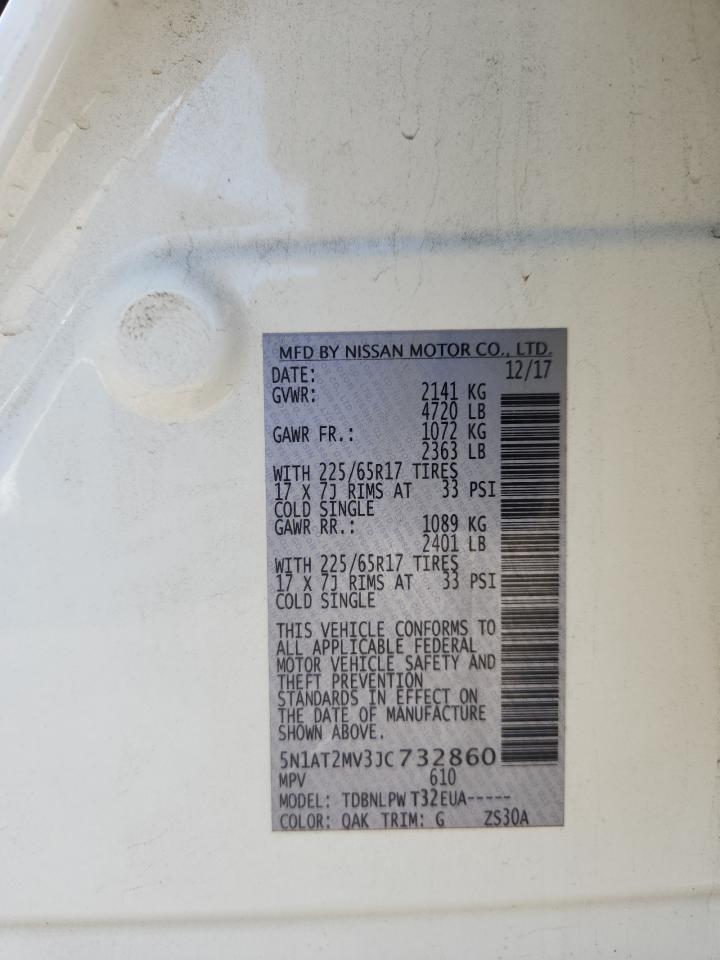 MFD BY NISSAN MOTOR CO., LTD.
DATE: 12/17
GVWR: 2141 KG
4720 LB
GAWR FR.: 1072 KG
2363 LB
WITH 225/65R17 TIRES
17 X 7J RIMS AT 33 PSI
COLD SINGLE
GAWR RR.: 1089 KG
2401 LB
WITH 225/65R17 TIRES
17 X 7J RIMS AT 33 PSI
COLD SINGLE
THIS VEHICLE CONFORMS TO
ALL APPLICABLE FEDERAL
MOTOR VEHICLE SAFETY AND
THEFT PREVENTION
STANDARDS IN EFFECT ON
THE DATE OF MANUFACTURE
SHOWN ABOVE.
5N1AT2MV3JC732860
MPV 610
MODEL: TDBNLPW T32EUA-----
COLOR: QAK TRIM: G ZS30A